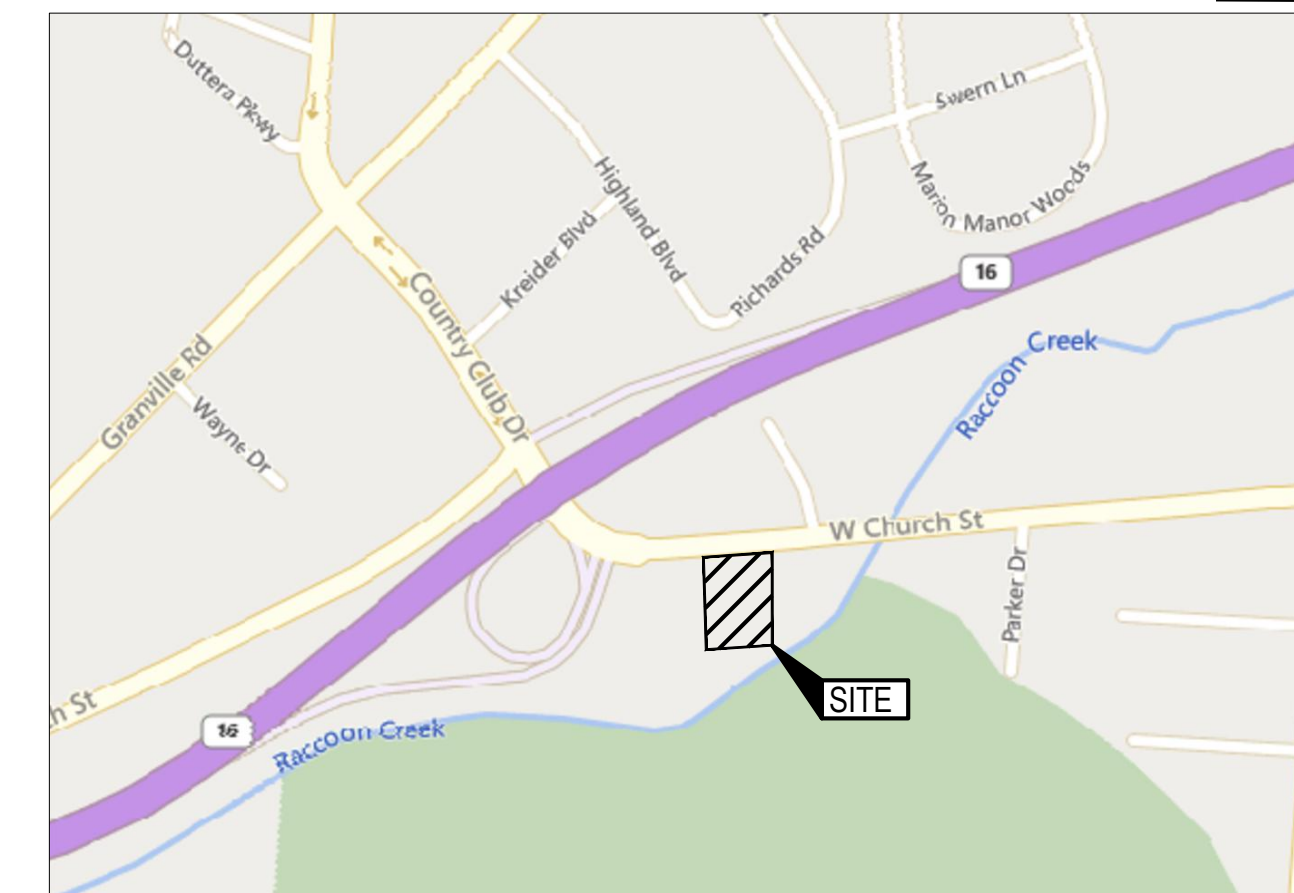 Duttera Pkwy
Swern Ln
Highland Blvd
Marion Manor Woods
Kreider Blvd
Richards Rd
16
Country Club Dr
Granville Rd
Raccoon Creek
Wayne Dr
W Church St
Parker Dr
SITE
h St
16
Raccoon Creek